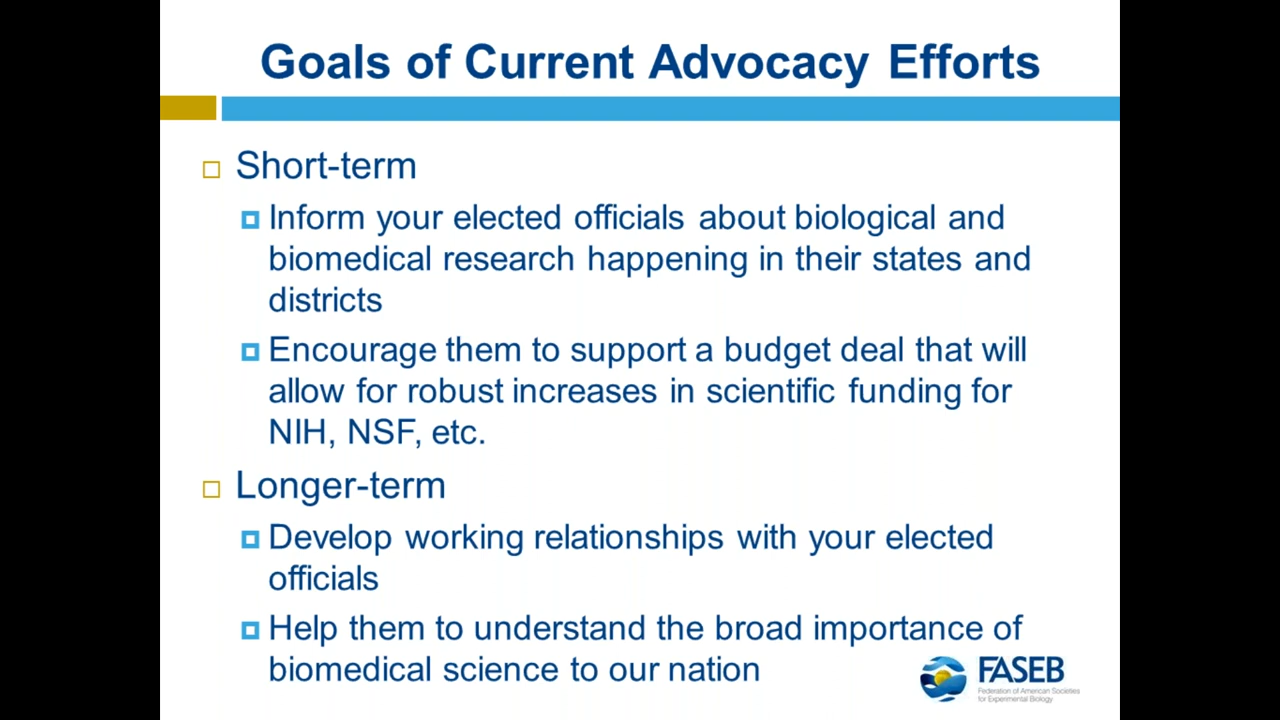 Goals of Current Advocacy Efforts
Short-term
Inform your elected officials about biological and
biomedical research happening in their states and
districts
Encourage them to support a budget deal that will
allow for robust increases in scientific funding for
NIH, NSF, etc.
Longer-term
Develop working relationships with your elected
officials
Help them to understand the broad importance of
biomedical science to our nation
FASEB
Federation of American Societies
for Experimental Biology